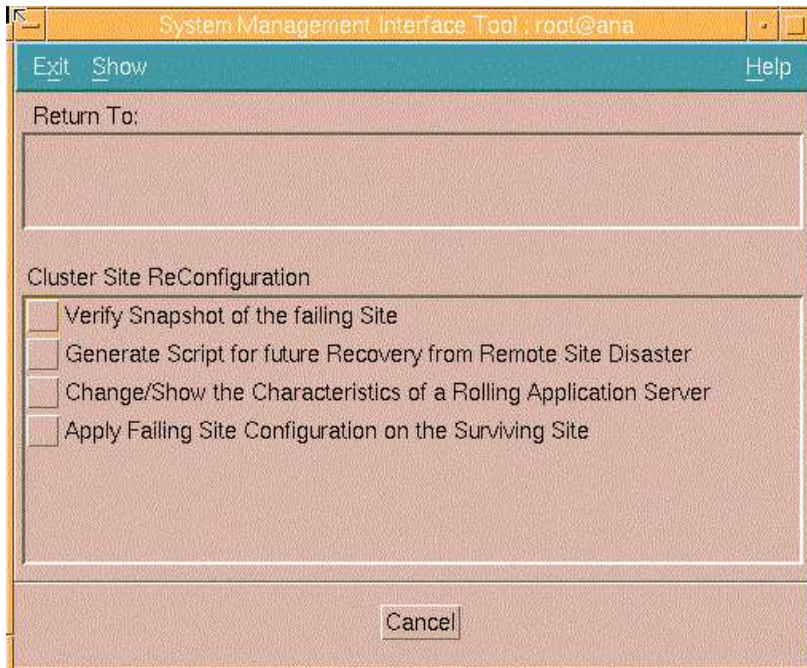 System Management Interface Tool : root@ana
Exit Show Help
Return To:
Cluster Site ReConfiguration
Verify Snapshot of the failing Site
Generate Script for future Recovery from Remote Site Disaster
Change/Show the Characteristics of a Rolling Application Server
Apply Failing Site Configuration on the Surviving Site
Cancel